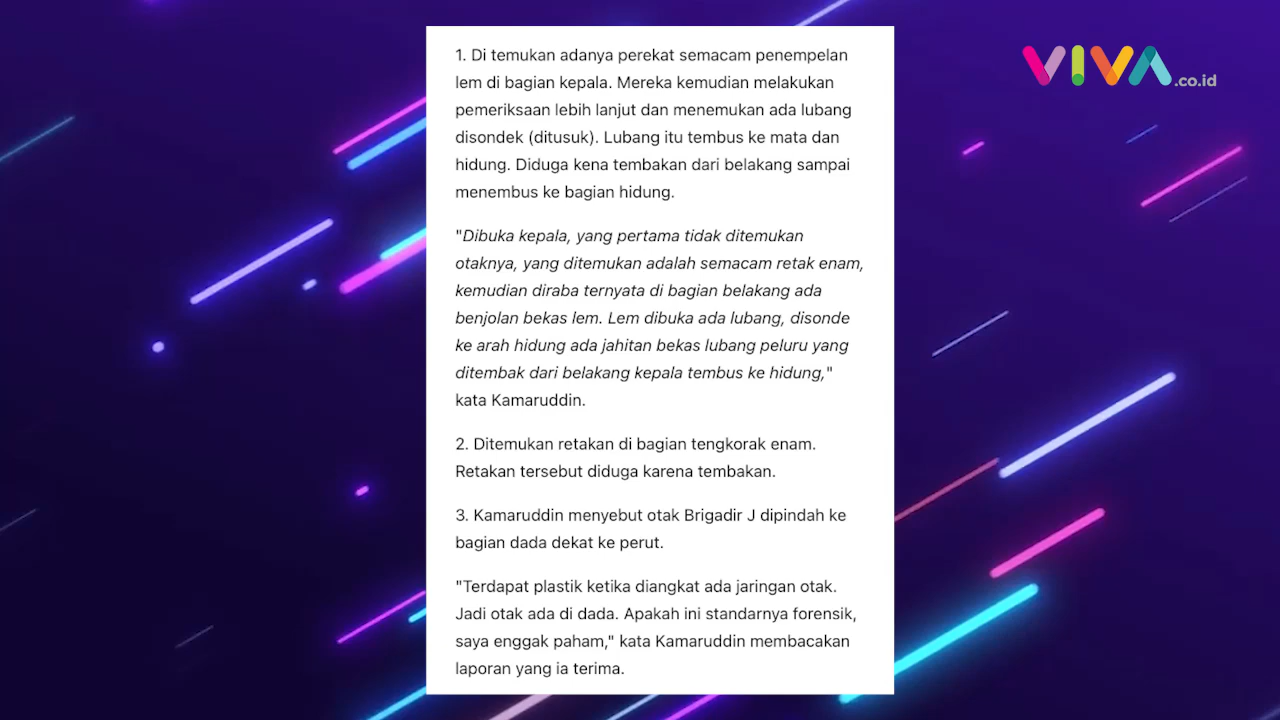 VIVA.co.id
1. Di temukan adanya perekat semacam penempelan
lem di bagian kepala. Mereka kemudian melakukan
pemeriksaan lebih lanjut dan menemukan ada lubang
disondek (ditusuk). Lubang itu tembus ke mata dan
hidung. Diduga kena tembakan dari belakang sampai
menembus ke bagian hidung.
"Dibuka kepala, yang pertama tidak ditemukan
otaknya, yang ditemukan adalah semacam retak enam,
kemudian diraba ternyata di bagian belakang ada
benjolan bekas lem. Lem dibuka ada lubang, disonde
ke arah hidung ada jahitan bekas lubang peluru yang
ditembak dari belakang kepala tembus ke hidung,"
kata Kamaruddin.
2. Ditemukan retakan di bagian tengkorak enam.
Retakan tersebut diduga karena tembakan.
3. Kamaruddin menyebut otak Brigadir J dipindah ke
bagian dada dekat ke perut.
"Terdapat plastik ketika diangkat ada jaringan otak.
Jadi otak ada di dada. Apakah ini standarnya forensik,
saya enggak paham," kata Kamaruddin membacakan
laporan yang ia terima.